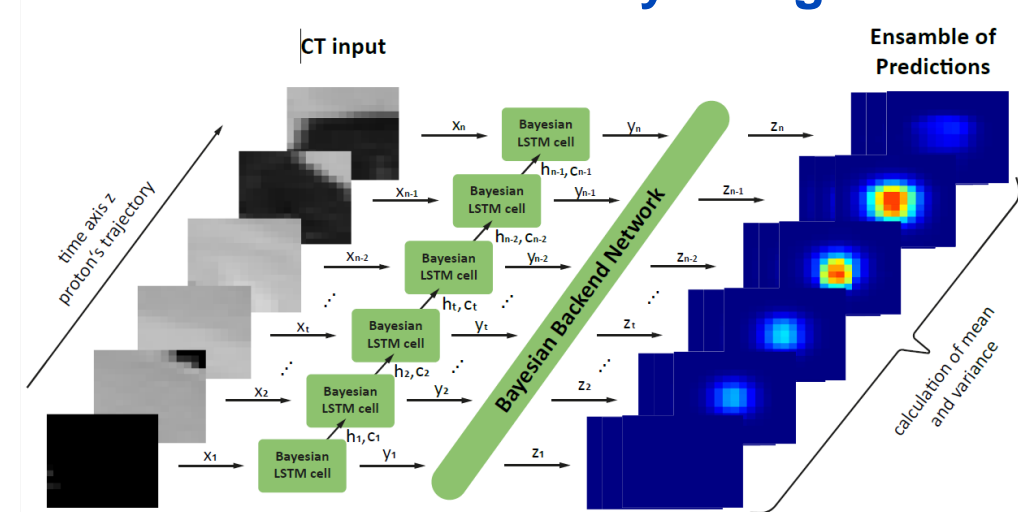 CT input
Ensamble of
Predictions
time axis z
proton's trajectory
xₙ
Bayesian
LSTM cell
yₙ
zₙ
hₙ₋₁,cₙ₋₁
xₙ₋₁
Bayesian
LSTM cell
yₙ₋₁
zₙ₋₁
hₙ₋₂,cₙ₋₂
xₙ₋₂
Bayesian
LSTM cell
yₙ₋₂
zₙ₋₂
hₜ,cₜ
xₜ
Bayesian
LSTM cell
yₜ
zₜ
h₂,c₂
x₂
Bayesian
LSTM cell
y₂
z₂
h₁,c₁
x₁
Bayesian
LSTM cell
y₁
z₁
Bayesian Backend Network
calculation of mean
and variance